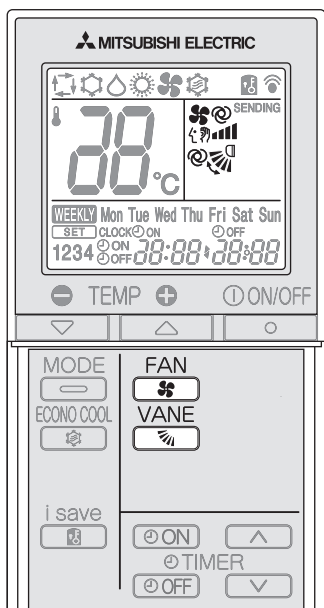 MITSUBISHI ELECTRIC
SENDING
88°C
WEEKLY Mon Tue Wed Thu Fri Sat Sun
SET CLOCK ON OFF
1234 ON OFF 88:88 88:88
TEMP ON/OFF
MODE FAN
ECONO COOL VANE
i save
ON
TIMER
OFF